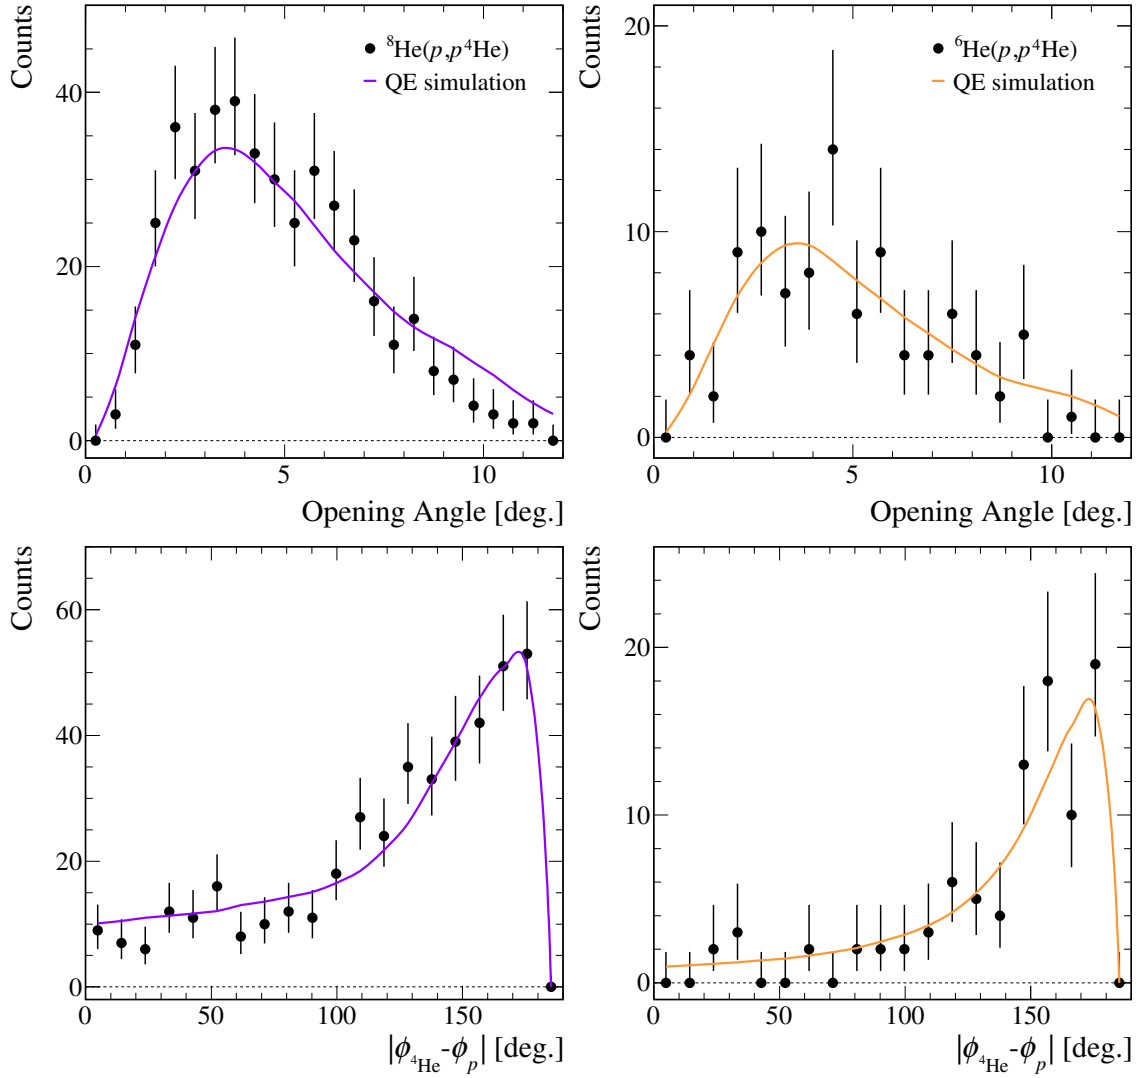 Counts
⁸He(p,p⁴He)
QE simulation
40
20
0
0 5 10
Opening Angle [deg.]
Counts
⁶He(p,p⁴He)
QE simulation
20
10
0
0 5 10
Opening Angle [deg.]
Counts
60
40
20
0
0 50 100 150
|ϕ₄He-ϕp| [deg.]
Counts
20
10
0
0 50 100 150
|ϕ₄He-ϕp| [deg.]